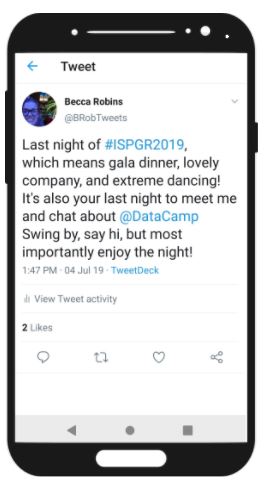 Tweet
Becca Robins
@BRobTweets
Last night of #ISPGR2019,
which means gala dinner, lovely
company, and extreme dancing!
It's also your last night to meet me
and chat about @DataCamp
Swing by, say hi, but most
importantly enjoy the night!
1:47 PM · 04 Jul 19 · TweetDeck
View Tweet activity
2 Likes